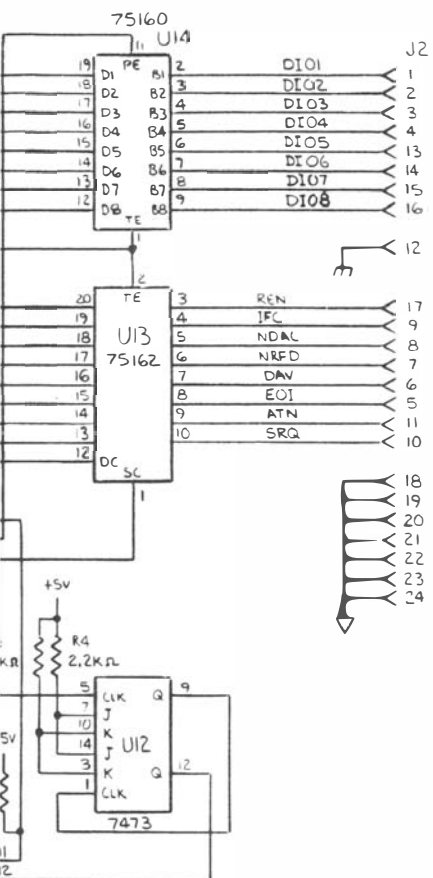 75160
U14
J2
11
PE
19 D1 B1 2 DIO1 1
18 D2 B2 3 DIO2 2
17 D3 B3 4 DIO3 3
16 D4 B4 5 DIO4 4
15 D5 B5 6 DIO5 13
14 D6 B6 7 DIO6 14
13 D7 B7 8 DIO7 15
12 D8 B8 9 DIO8 16
TE
1
12
2
TE
20 3 REN 17
19 4 IFC 9
18 U13 5 NDAC 8
17 75162 6 NRFD 7
16 7 DAV 6
15 8 EOI 5
14 9 ATN 11
13 10 SRQ 10
12 DC
SC
1
18
19
20
21
22
23
24
+5V
R4
KΩ 2,2KΩ
5 CLK Q 9
7 J
10 K
5V 14 J U12
3 K Q 12
1 CLK
7473
11
12